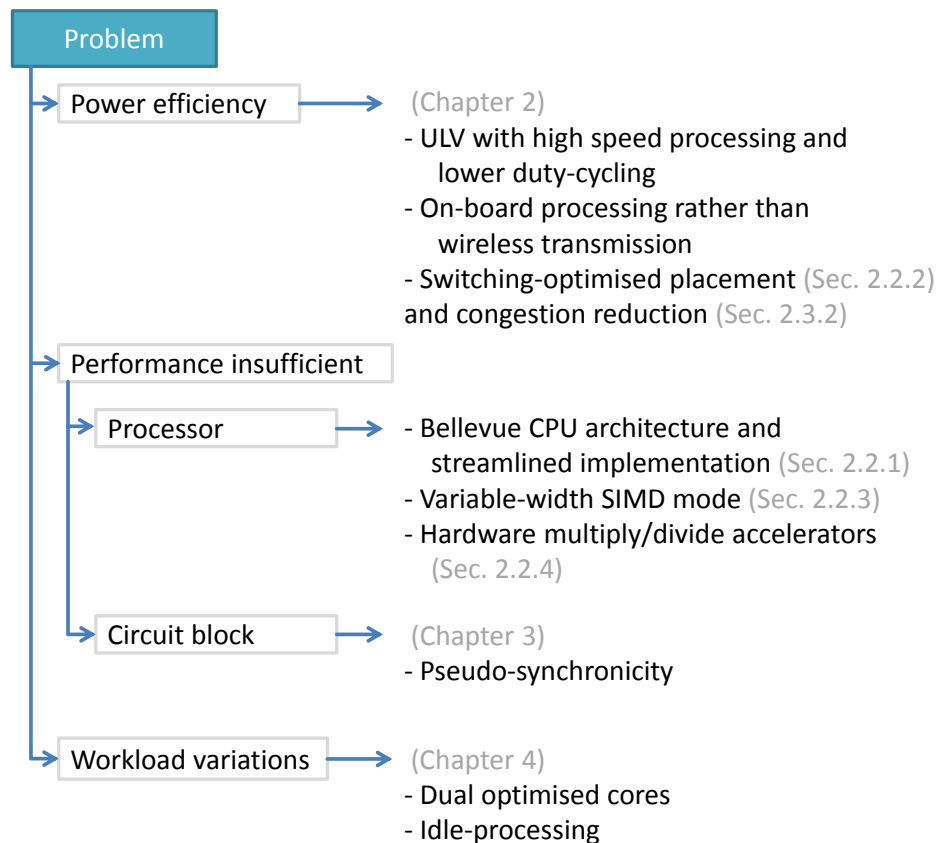 Problem
Power efficiency
(Chapter 2)
- ULV with high speed processing and
lower duty-cycling
- On-board processing rather than
wireless transmission
- Switching-optimised placement (Sec. 2.2.2)
and congestion reduction (Sec. 2.3.2)
Performance insufficient
Processor
- Bellevue CPU architecture and
streamlined implementation (Sec. 2.2.1)
- Variable-width SIMD mode (Sec. 2.2.3)
- Hardware multiply/divide accelerators
(Sec. 2.2.4)
Circuit block
(Chapter 3)
- Pseudo-synchronicity
Workload variations
(Chapter 4)
- Dual optimised cores
- Idle-processing